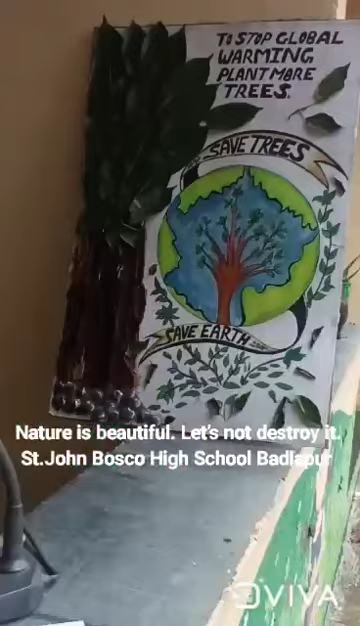 TO STOP GLOBAL
WARMING
PLANT MORE
TREES.
SAVE TREES
SAVE EARTH
Nature is beautiful. Let's not destroy it.
St.John Bosco High School Badlapur
VIVA